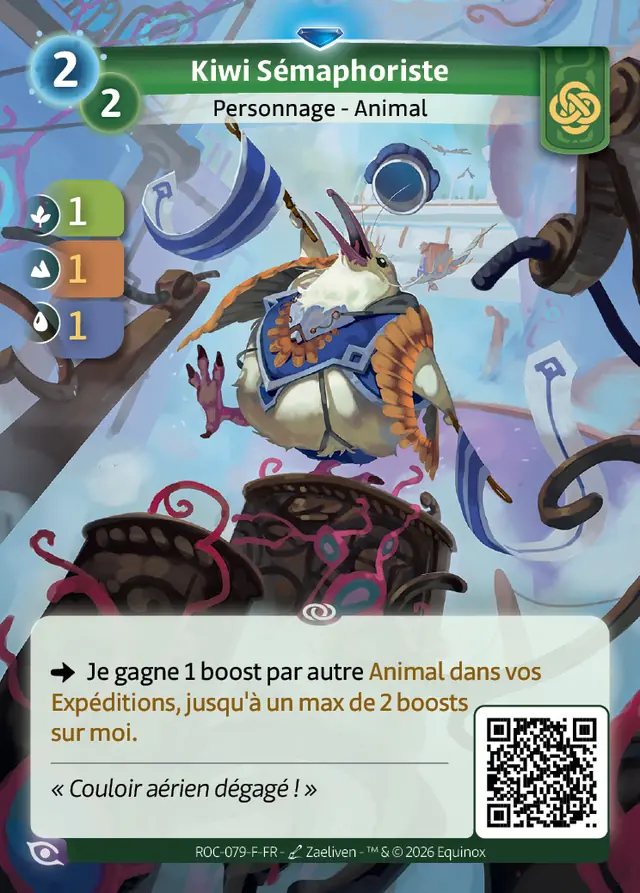 2
2
Kiwi Sémaphoriste
Personnage - Animal
1
1
1
Je gagne 1 boost par autre Animal dans vos
Expéditions, jusqu'à un max de 2 boosts
sur moi.
« Couloir aérien dégagé ! »
ROC-079-F-FR - Zaeliven - ™ & © 2026 Equinox